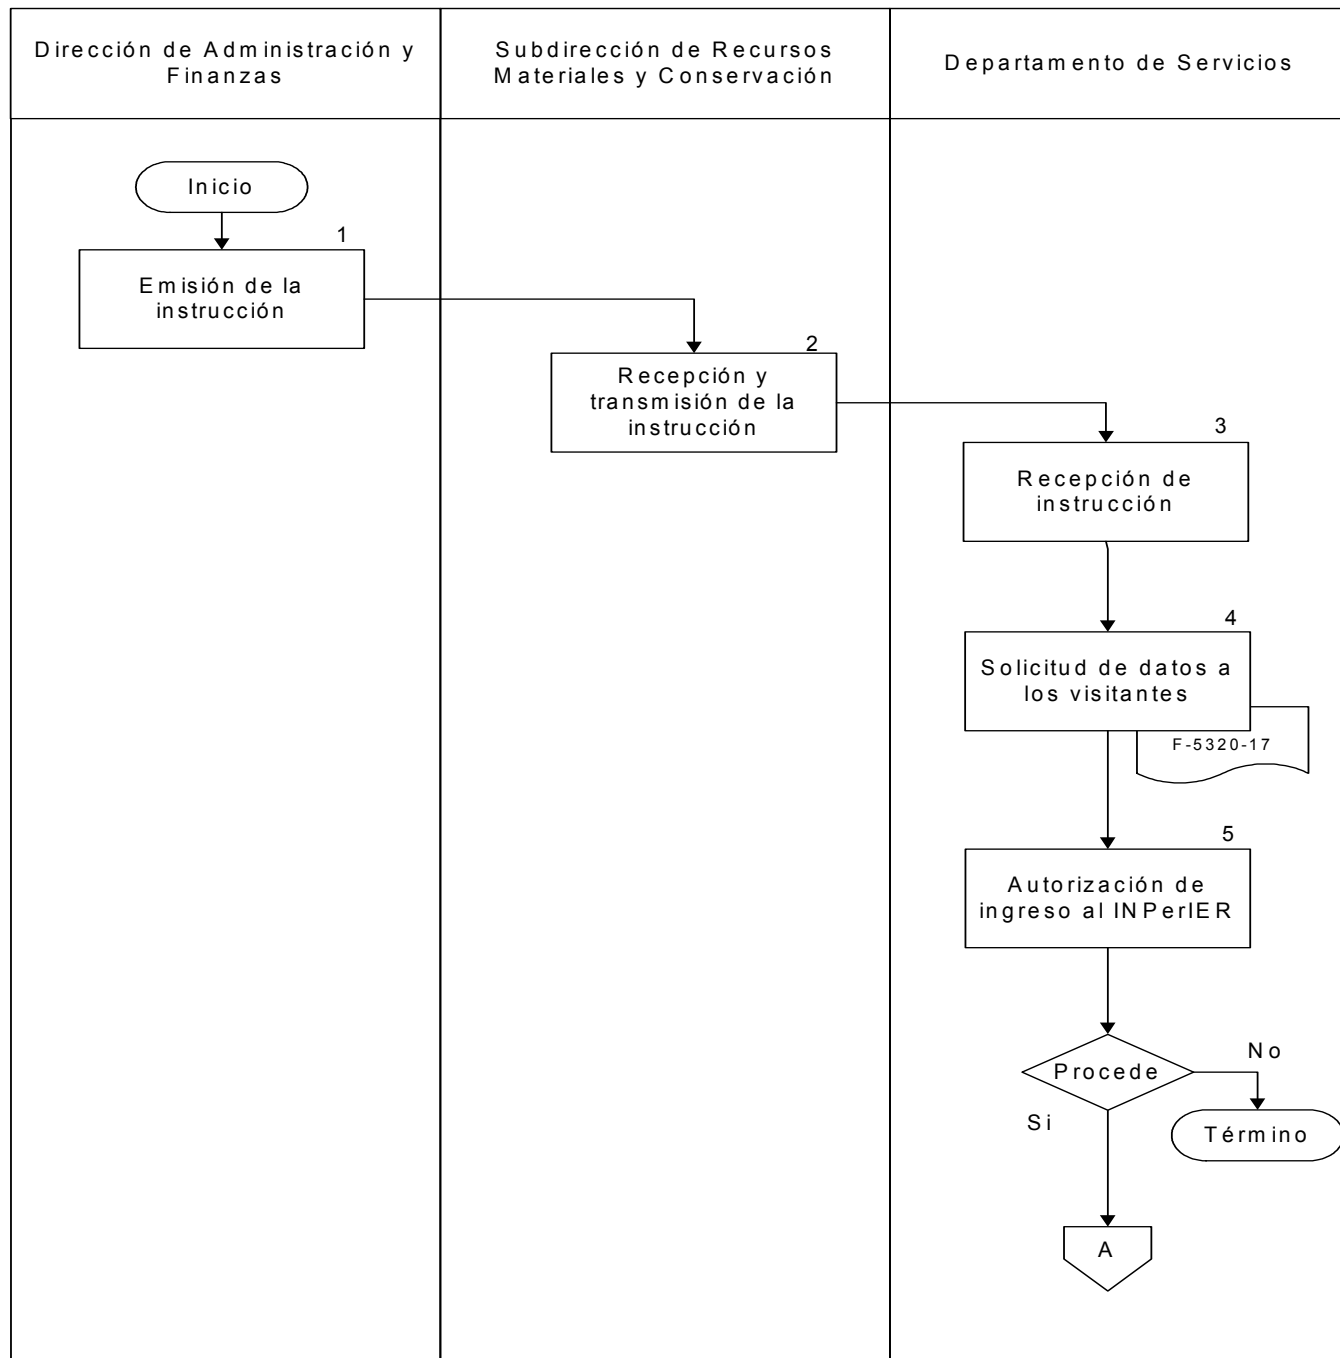 Dirección de Administración y
Finanzas
Subdirección de Recursos
Materiales y Conservación
Departamento de Servicios
Inicio
1
Emisión de la
instrucción
2
Recepción y
transmisión de la
instrucción
3
Recepción de
instrucción
4
Solicitud de datos a
los visitantes
F-5320-17
5
Autorización de
ingreso al INPerIER
Procede
No
Si
Término
A